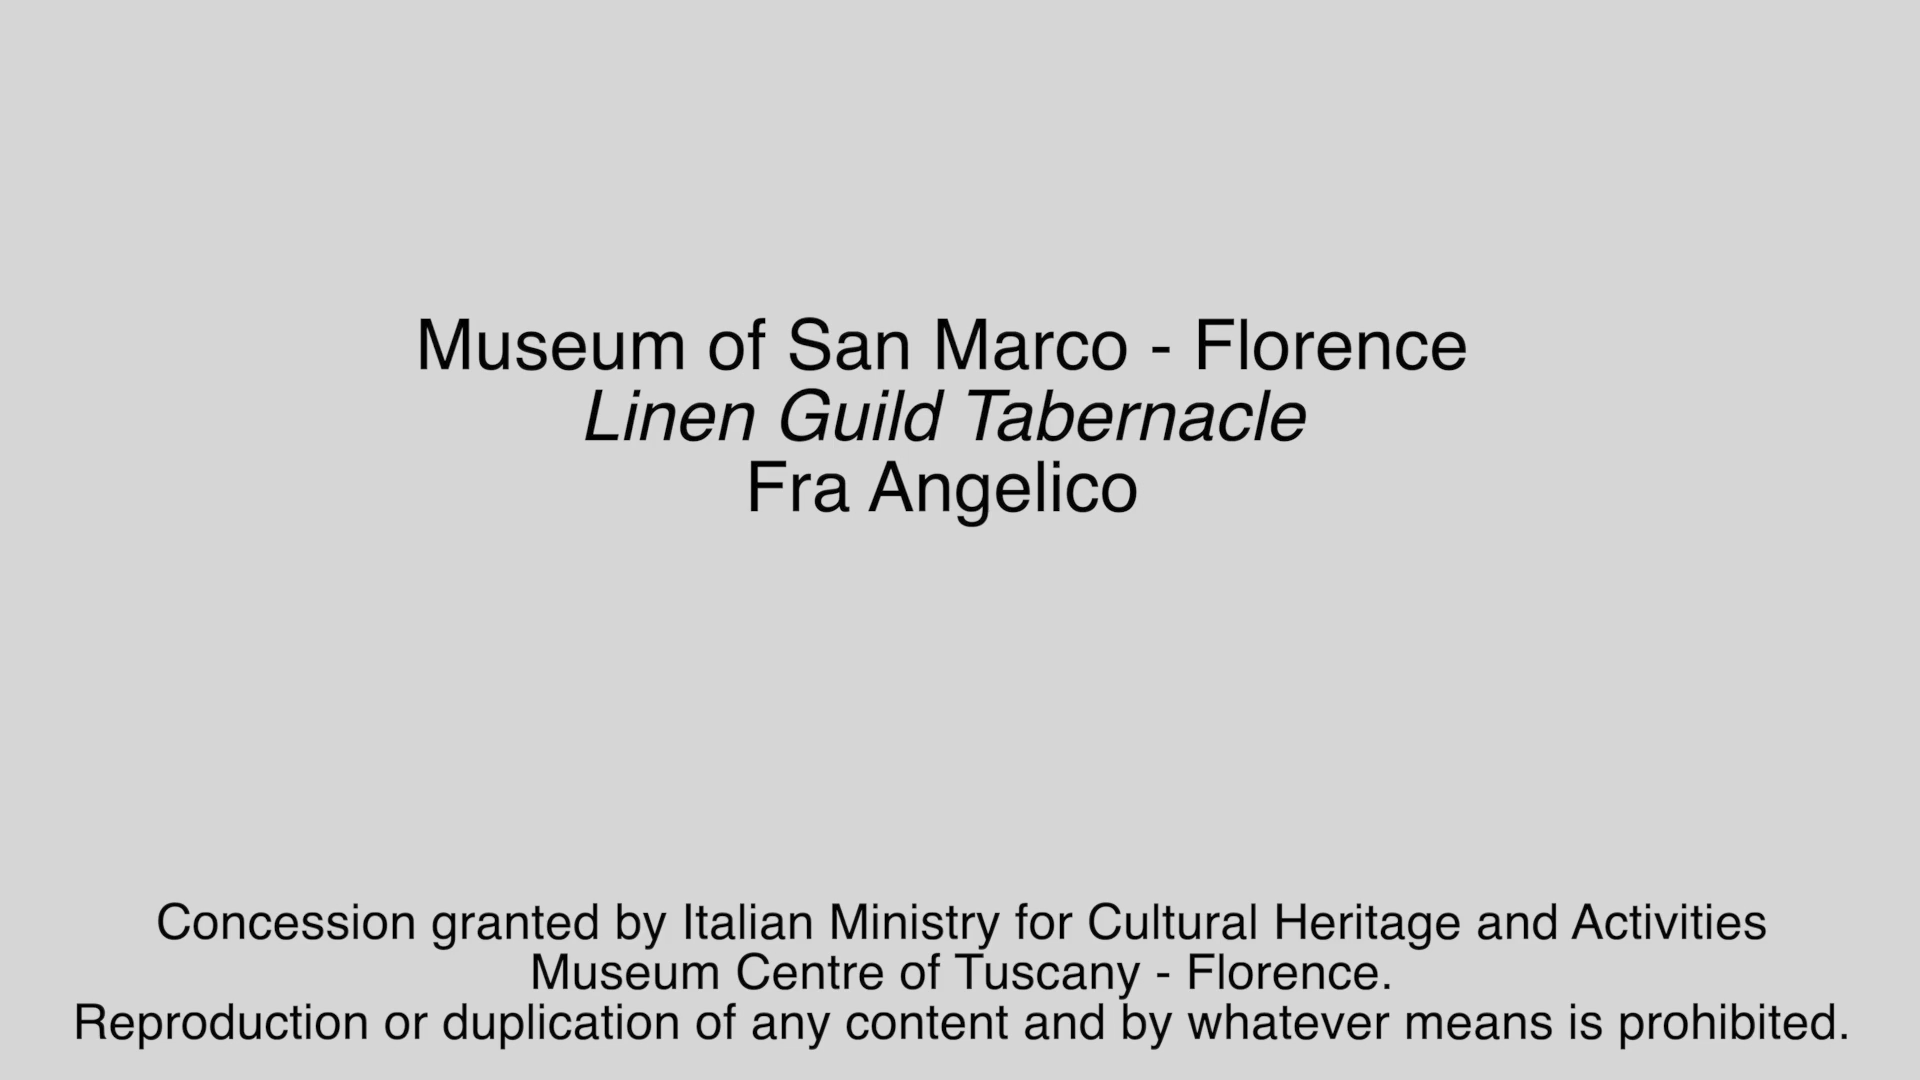 Museum of San Marco - Florence
Linen Guild Tabernacle
Fra Angelico
Concession granted by Italian Ministry for Cultural Heritage and Activities
Museum Centre of Tuscany - Florence.
Reproduction or duplication of any content and by whatever means is prohibited.